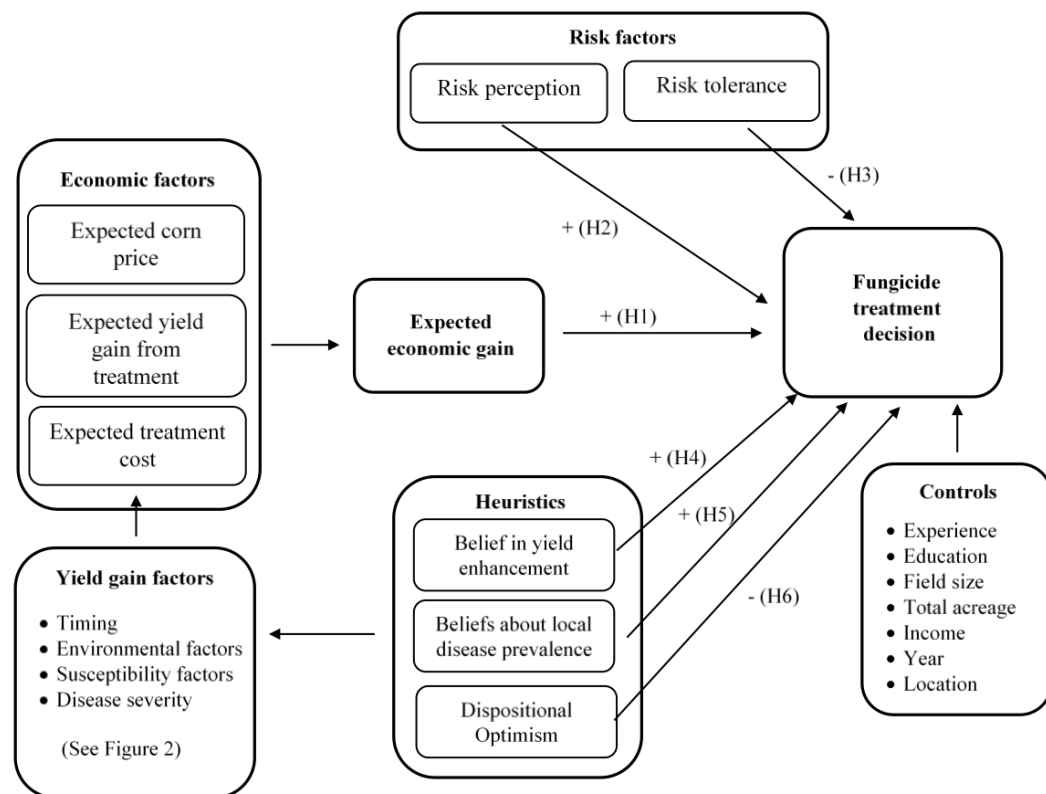 Risk factors
Risk perception
Risk tolerance
- (H3)
+ (H2)
Economic factors
Expected corn
price
Expected yield
gain from
treatment
Expected treatment
cost
Expected
economic gain
+ (H1)
Fungicide
treatment
decision
+ (H4)
+ (H5)
- (H6)
Heuristics
Belief in yield
enhancement
Beliefs about local
disease prevalence
Dispositional
Optimism
Yield gain factors
• Timing
• Environmental factors
• Susceptibility factors
• Disease severity
(See Figure 2)
Controls
• Experience
• Education
• Field size
• Total acreage
• Income
• Year
• Location